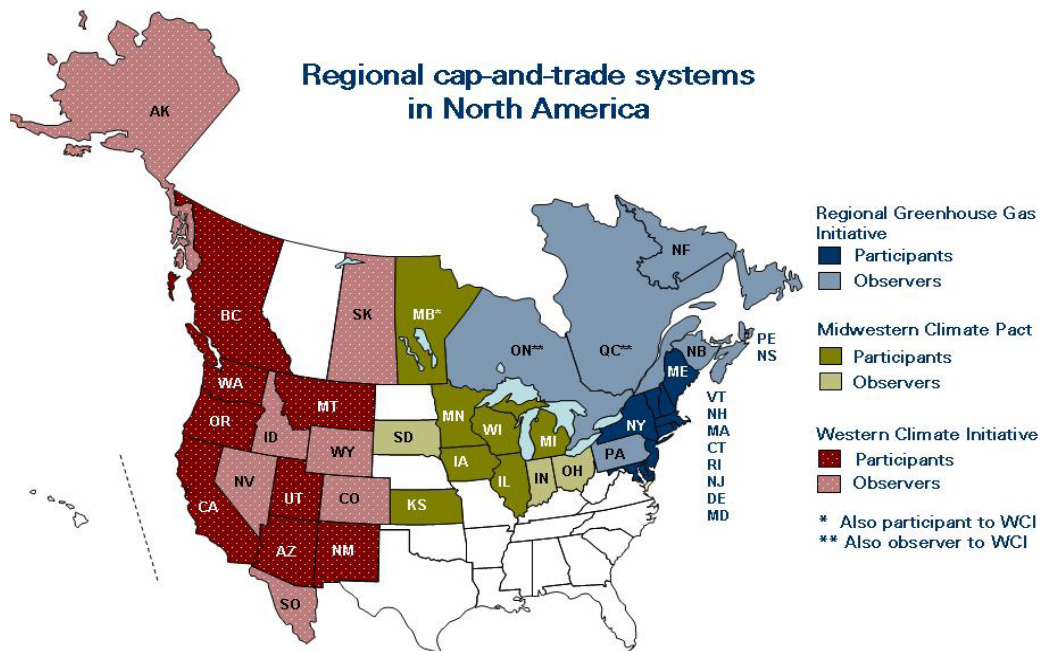 Regional cap-and-trade systems
in North America
AK
BC
SK
MB*
ON**
QC**
NF
NB
PE
NS
WA
OR
MT
ID
WY
NV
UT
CO
CA
AZ
NM
SO
SD
MN
WI
MI
IA
IL
IN
OH
KS
PA
NY
ME
VT
NH
MA
CT
RI
NJ
DE
MD
Regional Greenhouse Gas
Initiative
Participants
Observers
Midwestern Climate Pact
Participants
Observers
Western Climate Initiative
Participants
Observers
* Also participant to WCI
** Also observer to WCI